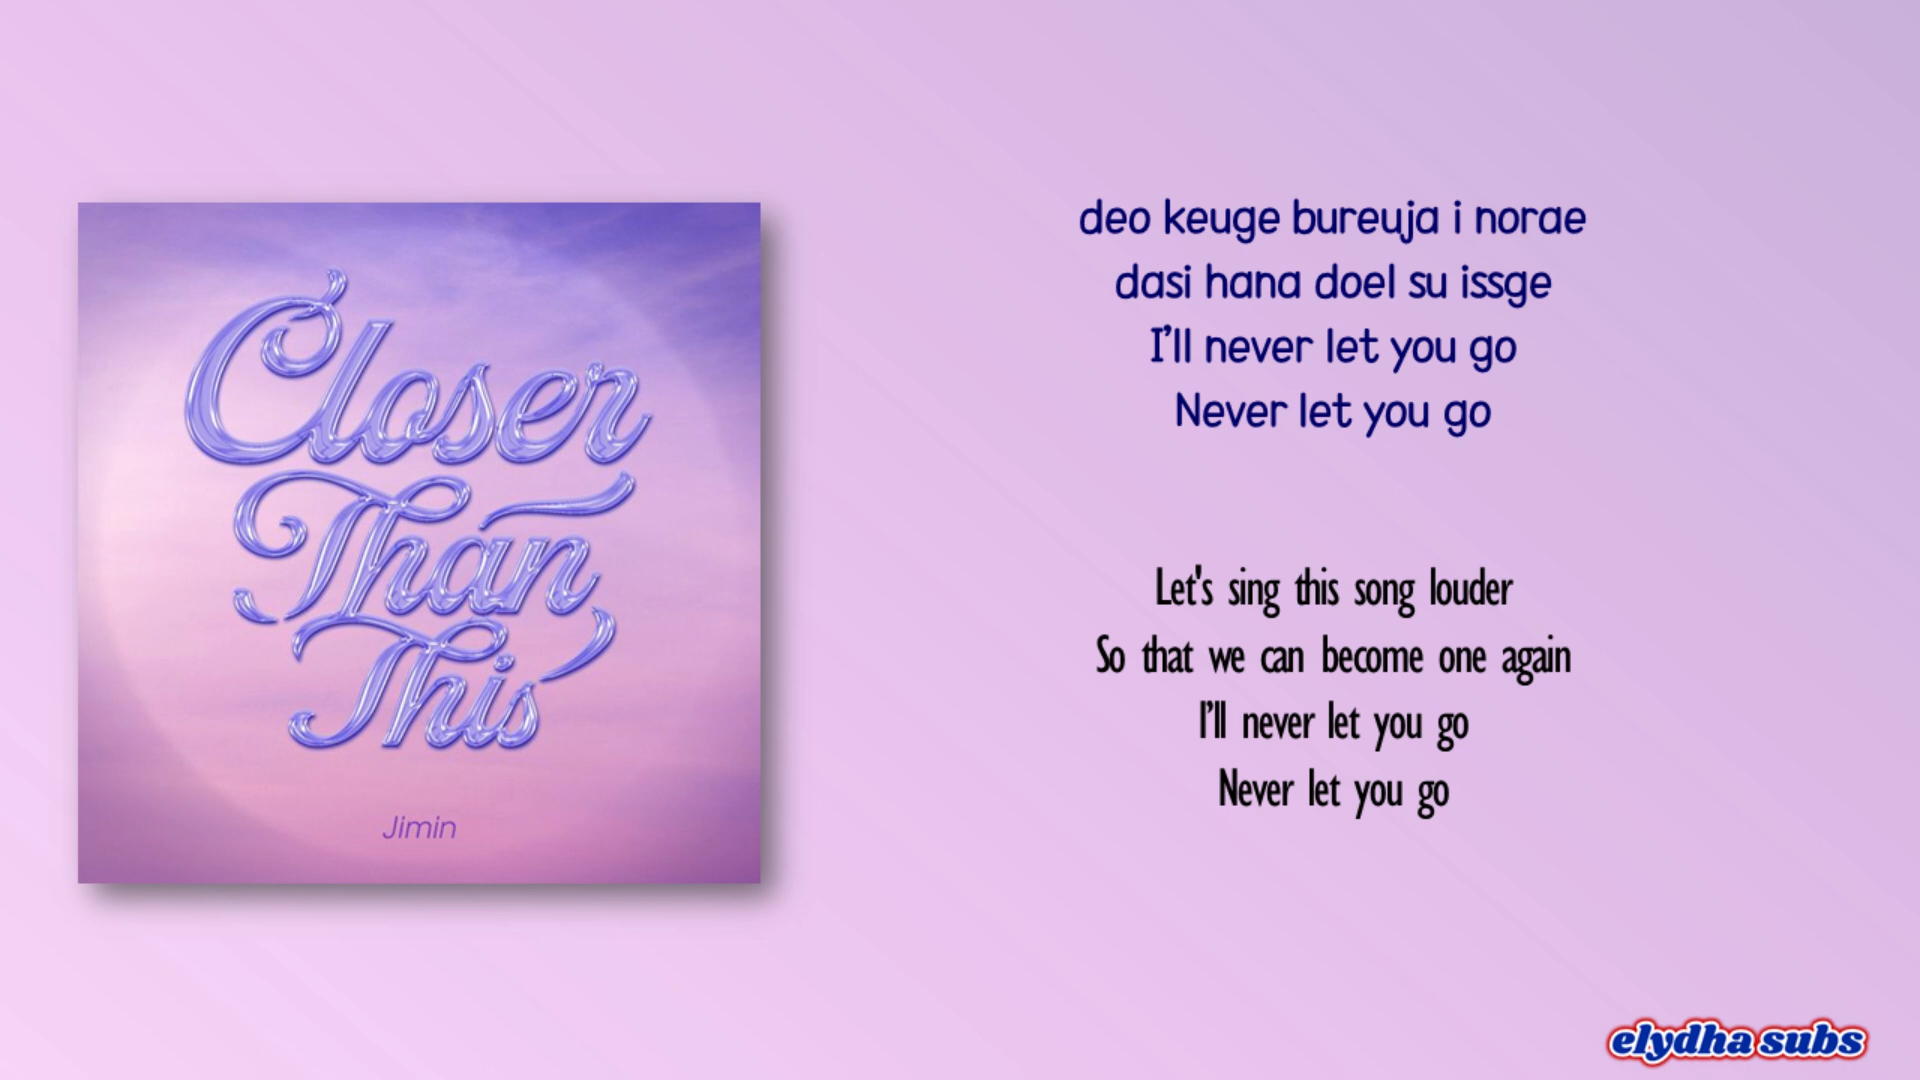 Closer
Than
This
Jimin
deo keuge bureuja i norae
dasi hana doel su issge
I'll never let you go
Never let you go
Let's sing this song louder
So that we can become one again
I'll never let you go
Never let you go
elydha subs